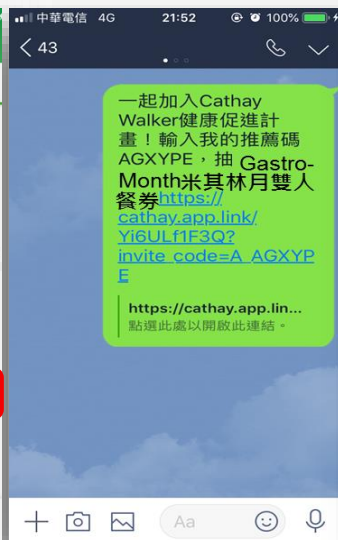 中華電信 4G 21:52 100%
43
一起加入Cathay
Walker健康促進計
畫！輸入我的推薦碼
AGXYPE，抽 Gastro-
Month米其林月雙人
餐券https://
cathay.app.link/
Yi6ULf1F3Q?
invite_code=A_AGXYP
E
https://cathay.app.lin...
點選此處以開啟此連結。
Aa